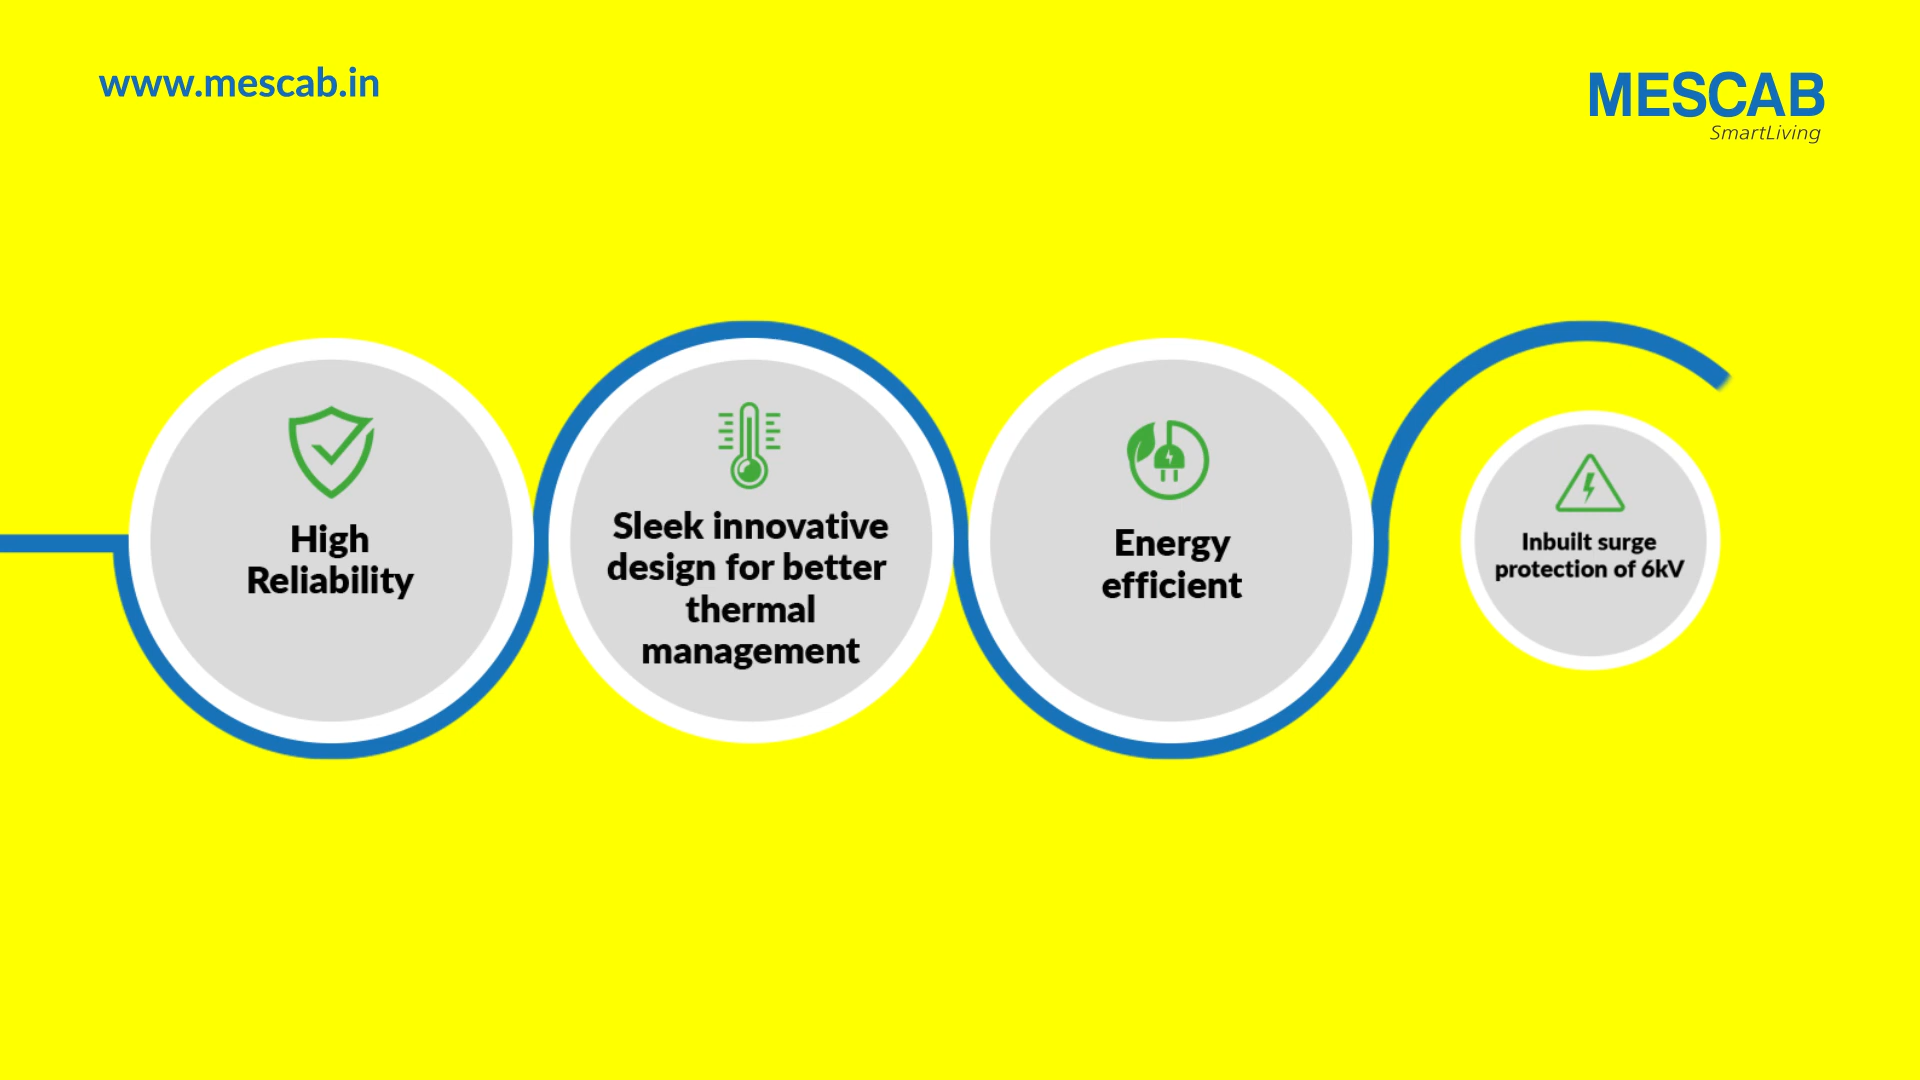 www.mescab.in
MESCAB
SmartLiving
High
Reliability
Sleek innovative
design for better
thermal
management
Energy
efficient
Inbuilt surge
protection of 6kV